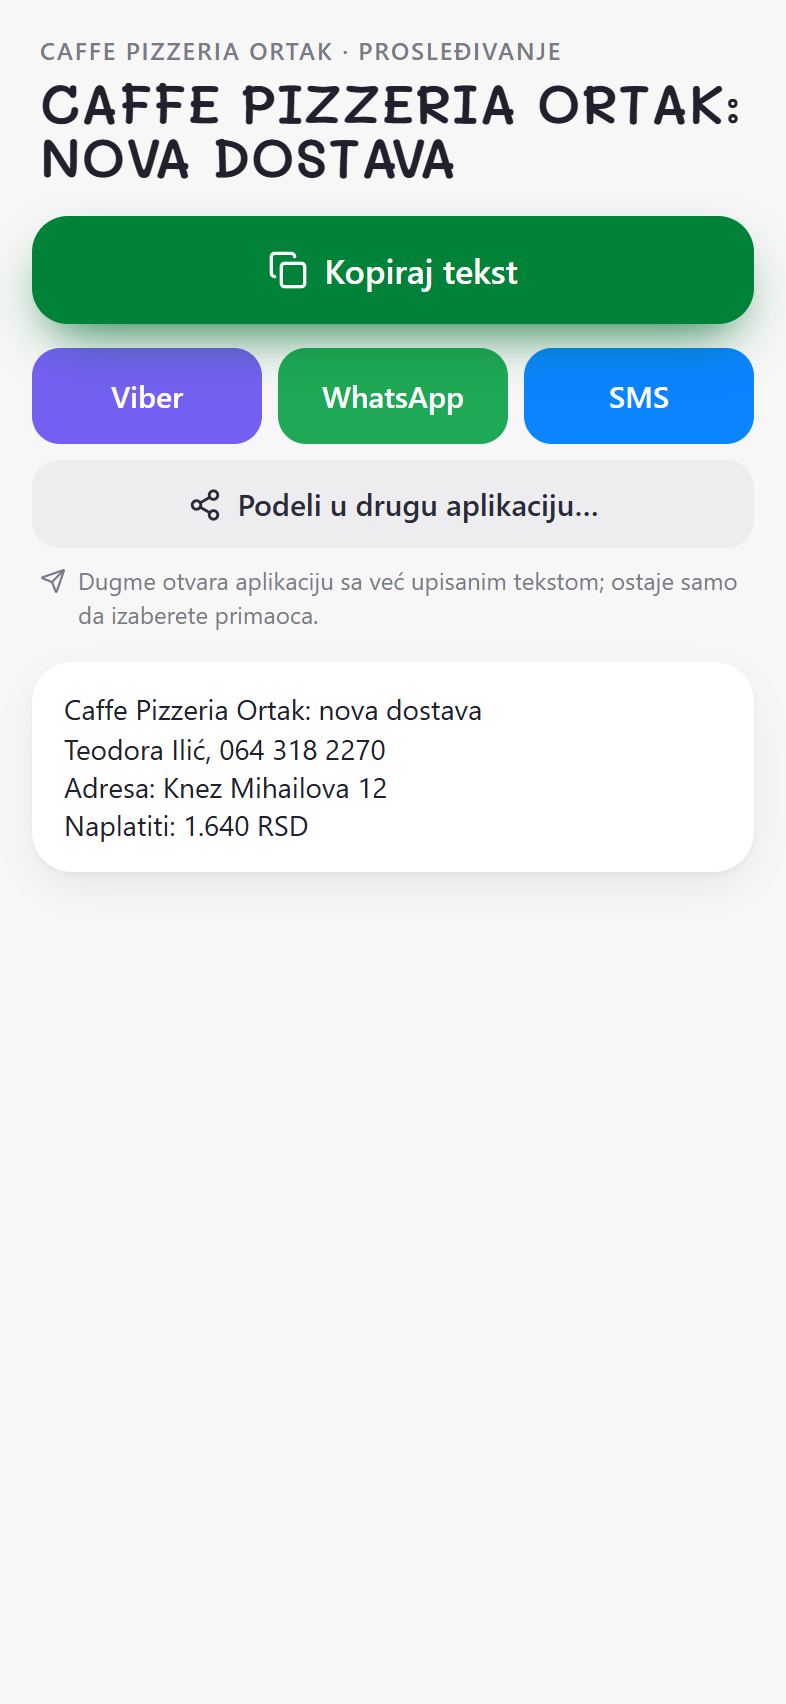 CAFFE PIZZERIA ORTAK · PROSLEĐIVANJE
CAFFE PIZZERIA ORTAK:
NOVA DOSTAVA
Kopiraj tekst
Viber
WhatsApp
SMS
Podeli u drugu aplikaciju...
Dugme otvara aplikaciju sa već upisanim tekstom; ostaje samo
da izaberete primaoca.
Caffe Pizzeria Ortak: nova dostava
Teodora Ilić, 064 318 2270
Adresa: Knez Mihailova 12
Naplatiti: 1.640 RSD